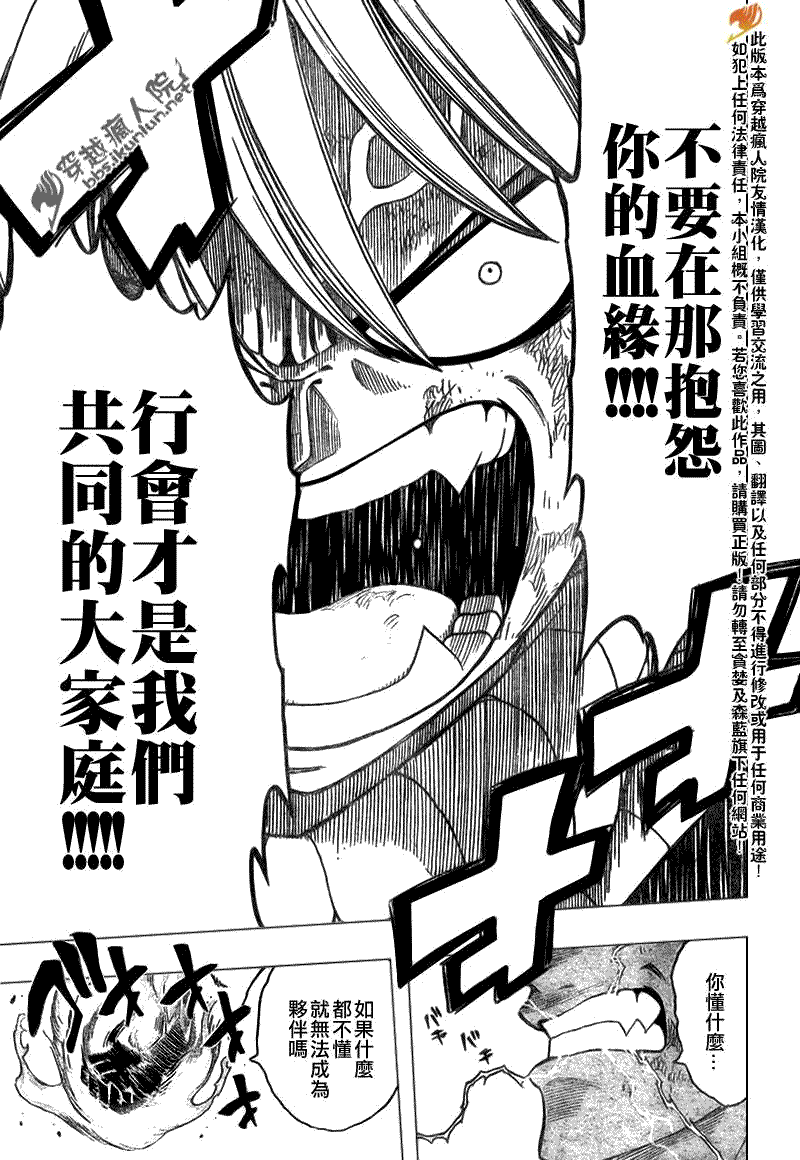 此版本爲穿越瘋人院友情漢化，僅供學習交流之用，其圖、翻譯以及任何部分不得進行修改或用于任何商業用途！
如犯上任何法律責任，本小組概不負責。若您喜歡此作品，請購買正版！請勿轉至貪婪及森藍旗下任何網站！
不要在那抱怨
你的血緣!!!!
行會才是我們
共同的大家庭!!!!!
穿越瘋人院
bbs.ikunlun.net
你懂什麼…
バギ
バギ
如果什麼
都不懂
就無法成為
夥伴嗎